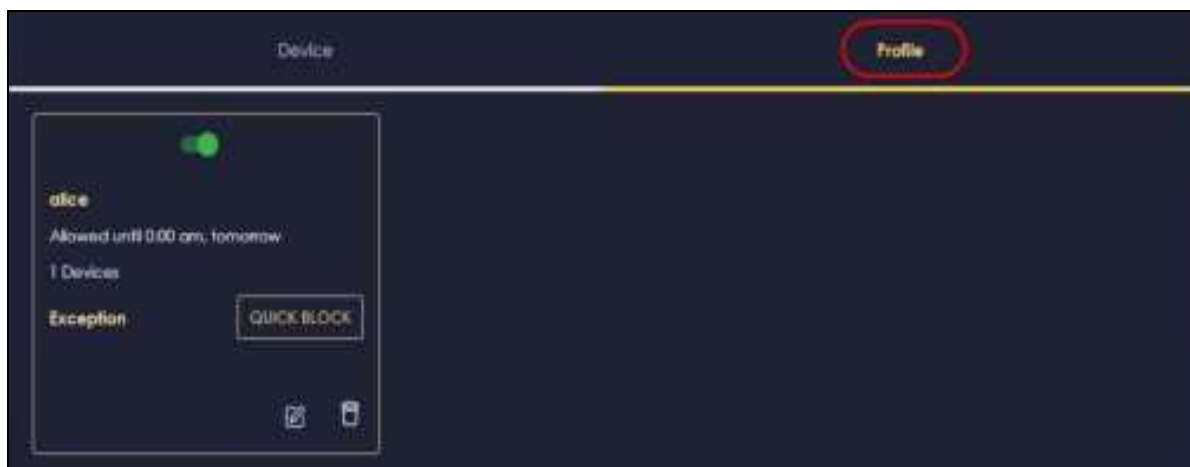 Device
Profile
alice
Allowed until 0:00 am, tomorrow
1 Devices
Exception
QUICK BLOCK